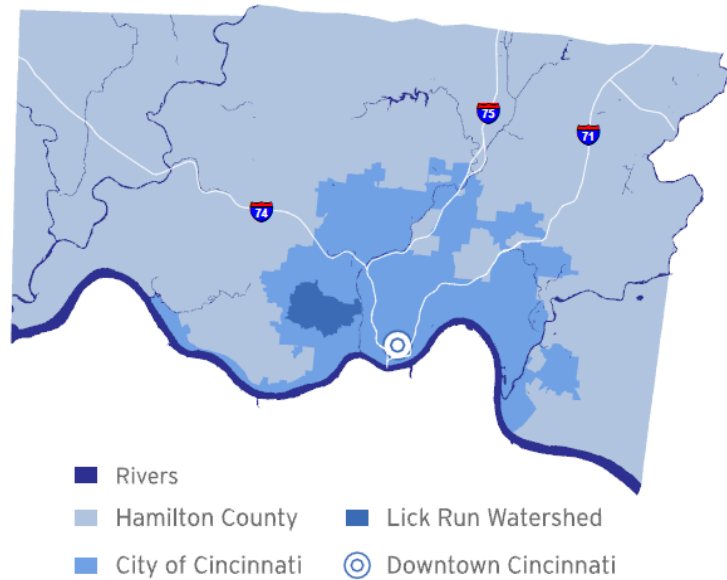 75
71
74
Rivers
Hamilton County
Lick Run Watershed
City of Cincinnati
Downtown Cincinnati